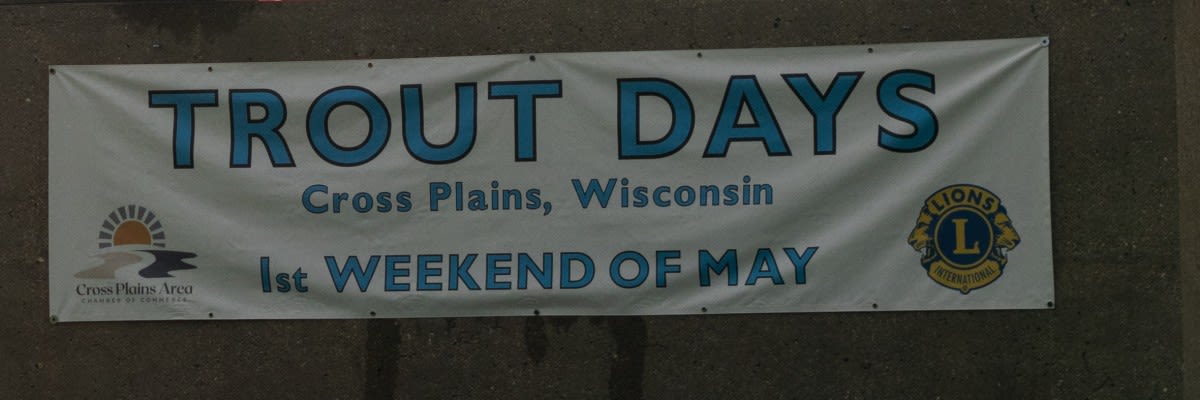 TROUT DAYS
Cross Plains, Wisconsin
1st WEEKEND OF MAY
Cross Plains Area
CHAMBER OF COMMERCE
LIONS
L
INTERNATIONAL